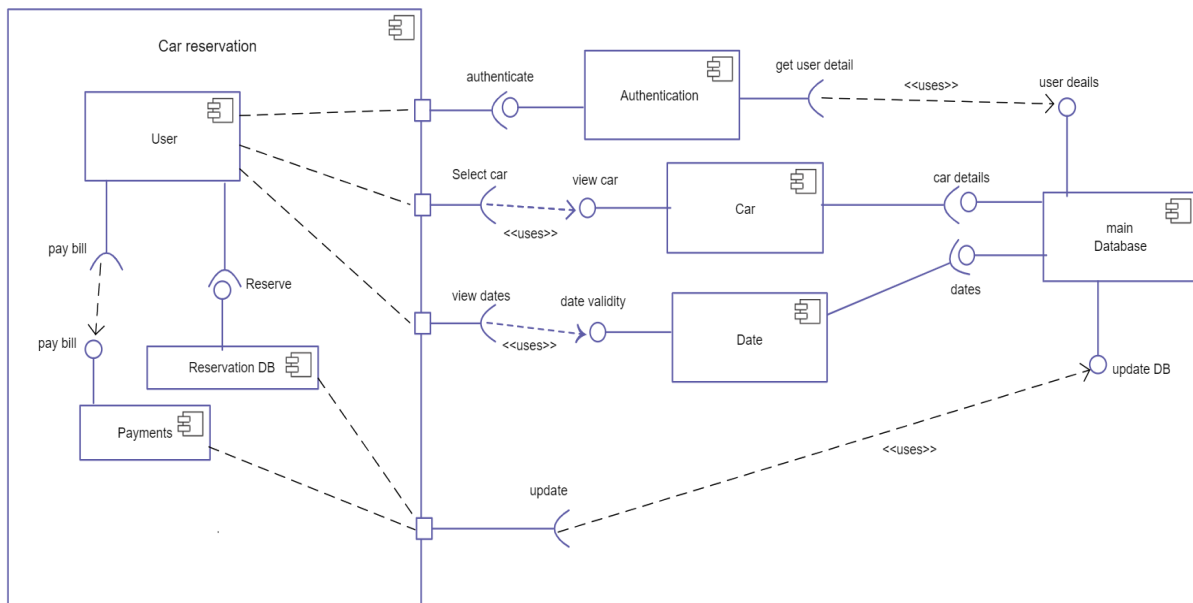 Car reservation
authenticate
Authentication
get user detail
<<uses>>
user deails
User
Select car
view car
<<uses>>
Car
car details
main
Database
pay bill
Reserve
view dates
date validity
<<uses>>
Date
dates
pay bill
Reservation DB
update DB
Payments
<<uses>>
update